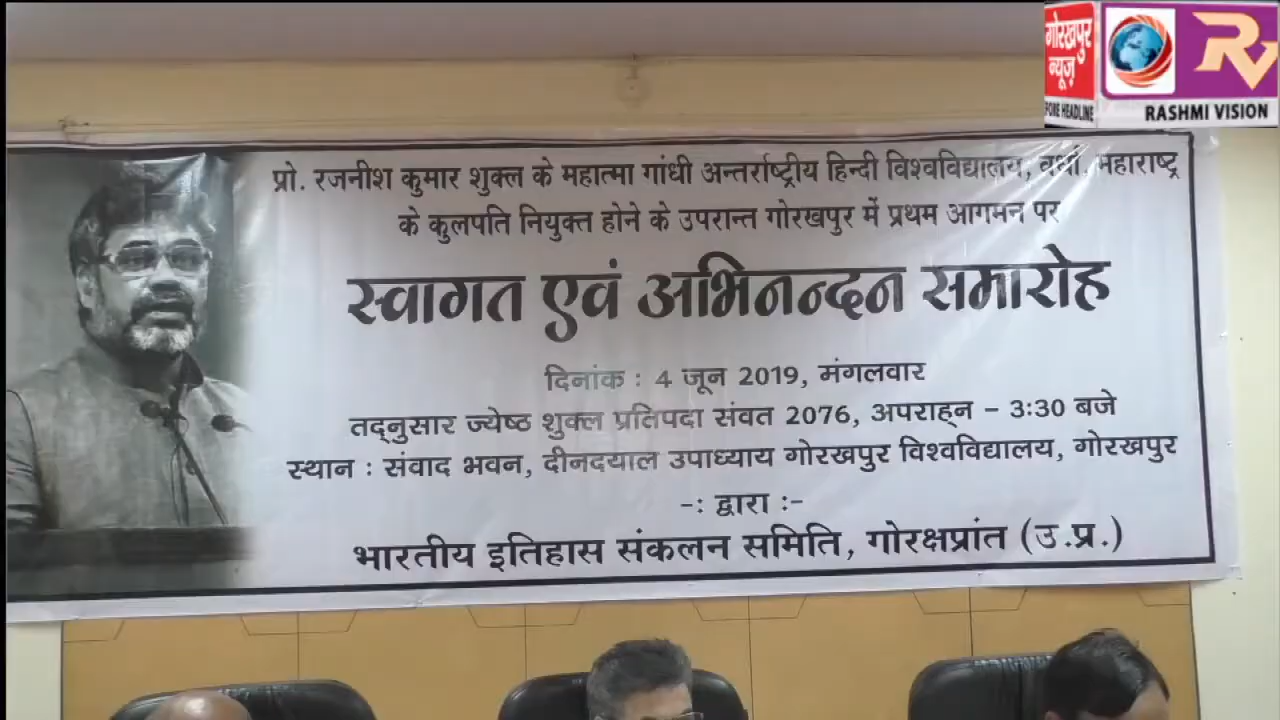 गोरखपुर
न्यूज़
RV
RASHMI VISION
प्रो. रजनीश कुमार शुक्ल के महात्मा गांधी अन्तर्राष्ट्रीय हिन्दी विश्वविद्यालय, वर्धा, महाराष्ट्र
के कुलपति नियुक्त होने के उपरान्त गोरखपुर में प्रथम आगमन पर
स्वागत एवं अभिनन्दन समारोह
दिनांक : 4 जून 2019, मंगलवार
तद्नुसार ज्येष्ठ शुक्ल प्रतिपदा संवत 2076, अपराह्न - 3:30 बजे
स्थान : संवाद भवन, दीनदयाल उपाध्याय गोरखपुर विश्वविद्यालय, गोरखपुर
-: द्वारा :-
भारतीय इतिहास संकलन समिति, गोरक्षप्रांत (उ.प्र.)